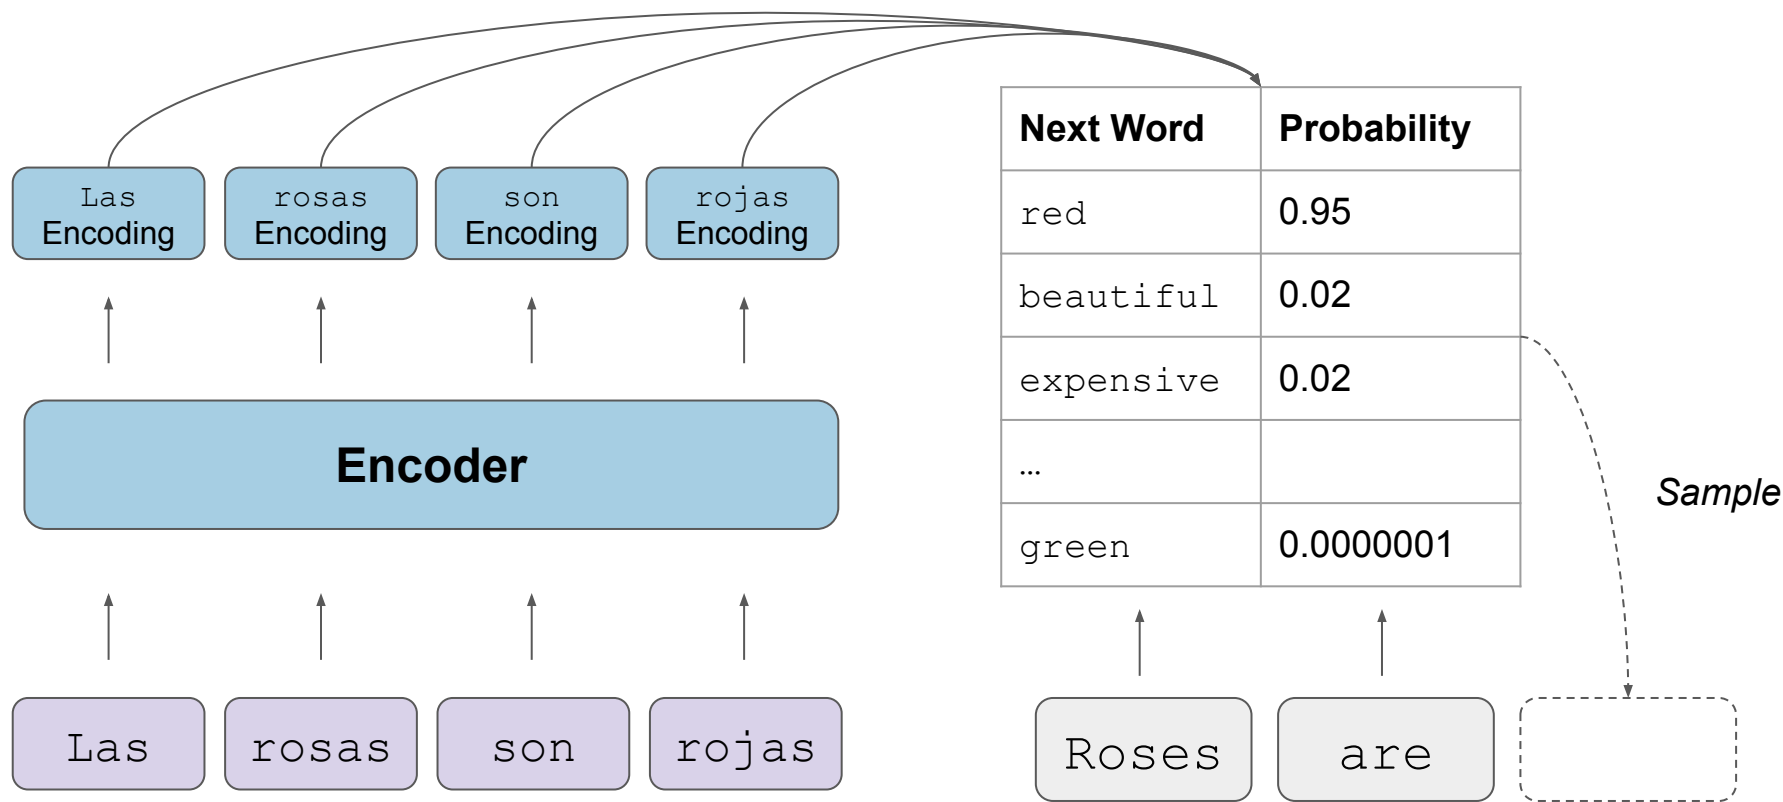 Las
Encoding
rosas
Encoding
son
Encoding
rojas
Encoding
Encoder
Las
rosas
son
rojas
Next Word
Probability
red
0.95
beautiful
0.02
expensive
0.02
…
green
0.0000001
Sample
Roses
are